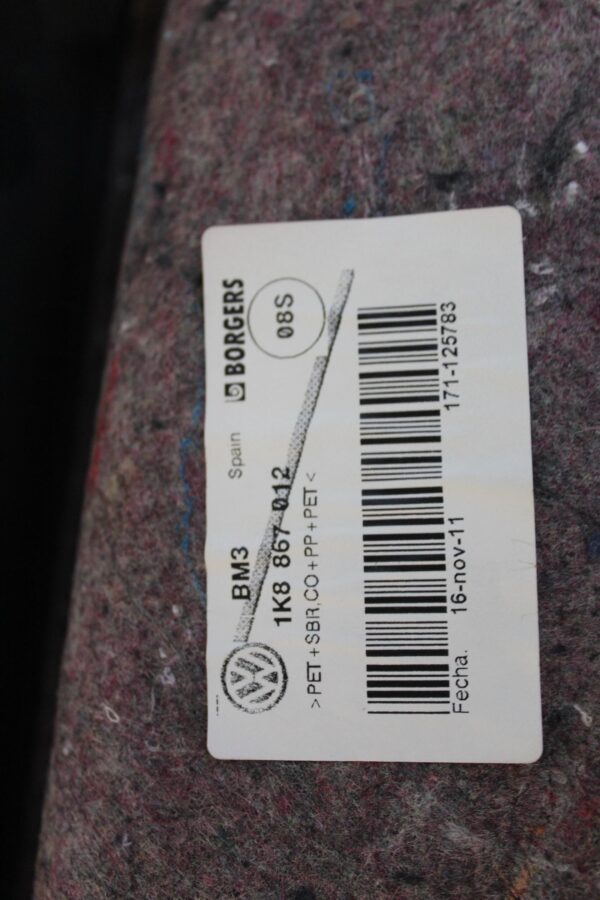 BM3 Spain BORGERS
1K8 867 012 08S
>PET+SBR,CO+PP+PET<
Fecha. 16-nov-11 171-125783